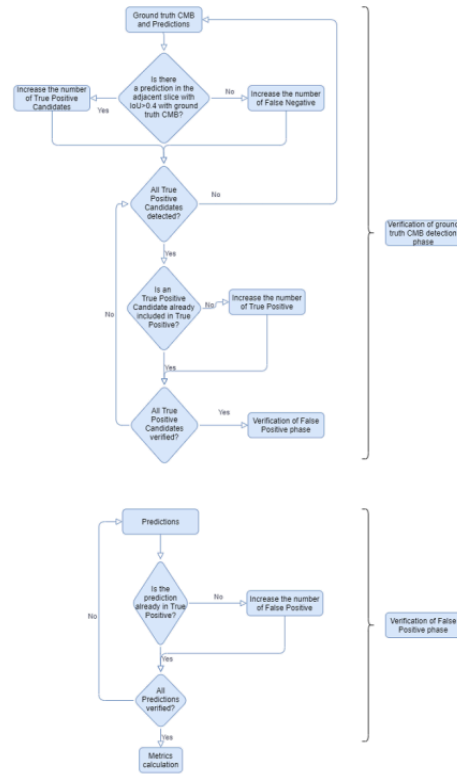 Ground truth CMB
and Predictions
Is there
a prediction in the
adjacent slice with
IoU>0.4 with ground
truth CMB?
Yes
No
Increase the number
of True Positive
Candidates
Increase the number
of False Negative
All True
Positive
Candidates
detected?
No
Yes
Is an
True Positive
Candidate already
included in True
Positive?
No
Increase the number
of True Positive
No
Yes
All True
Positive
Candidates
verified?
Yes
Verification of False
Positive phase
Verification of ground
truth CMB detection
phase
Predictions
Is the
prediction
already in True
Positive?
No
Increase the number
of False Positive
No
Yes
All
Predictions
verified?
Yes
Metrics
calculation
Verification of False
Positive phase